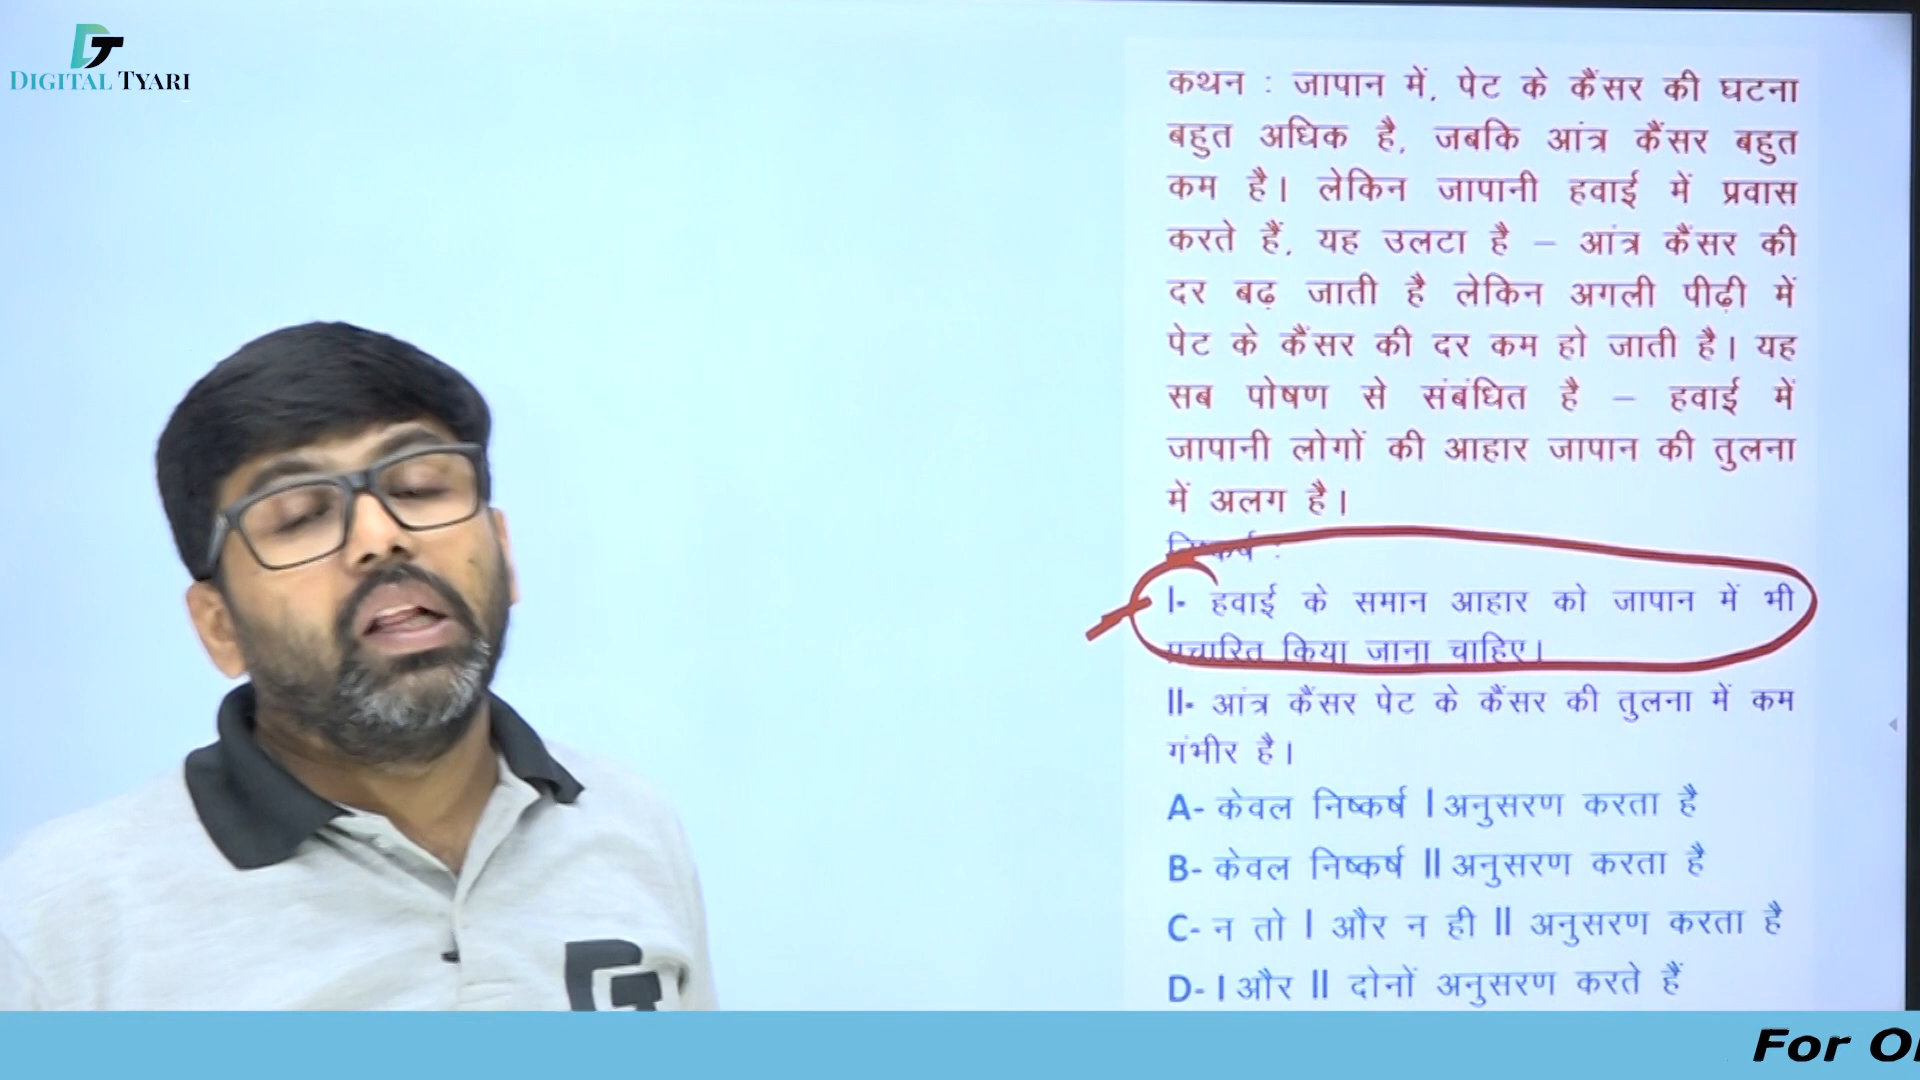 DT
DIGITAL TYARI
कथन : जापान में, पेट के कैंसर की घटना
बहुत अधिक है, जबकि आंत्र कैंसर बहुत
कम है। लेकिन जापानी हवाई में प्रवास
करते हैं, यह उलटा है – आंत्र कैंसर की
दर बढ़ जाती है लेकिन अगली पीढ़ी में
पेट के कैंसर की दर कम हो जाती है। यह
सब पोषण से संबंधित है – हवाई में
जापानी लोगों की आहार जापान की तुलना
में अलग है।
निष्कर्ष :
I- हवाई के समान आहार को जापान में भी
प्रचारित किया जाना चाहिए।
II- आंत्र कैंसर पेट के कैंसर की तुलना में कम
गंभीर है।
A- केवल निष्कर्ष I अनुसरण करता है
B- केवल निष्कर्ष II अनुसरण करता है
C- न तो I और न ही II अनुसरण करता है
D- I और II दोनों अनुसरण करते हैं
For